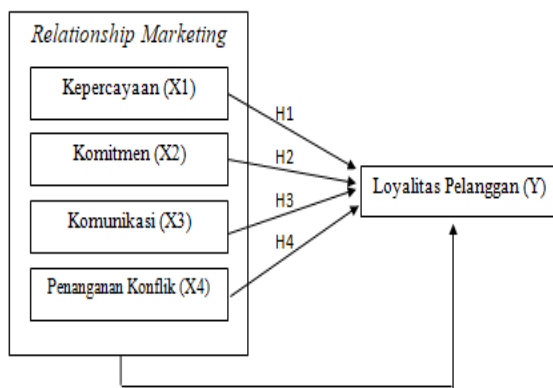 Relationship Marketing
Kepercayaan (X1)
H1
Komitmen (X2)
H2
Loyalitas Pelanggan (Y)
H3
Komunikasi (X3)
H4
Penanganan Konflik (X4)